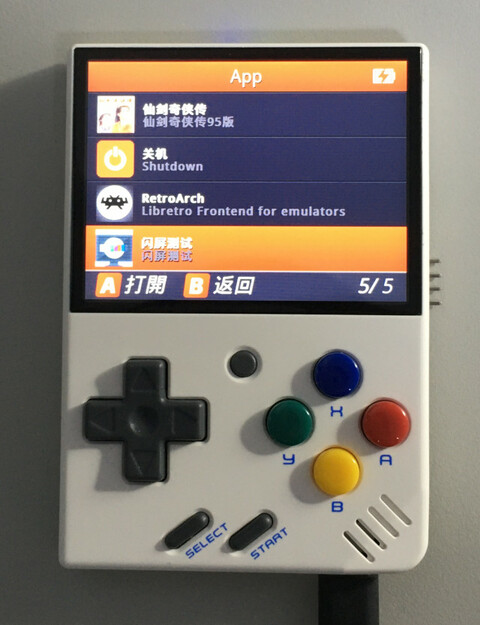 App
仙剑奇侠传
仙剑奇侠传95版
关机
Shutdown
RetroArch
Libretro Frontend for emulators
闪屏测试
闪屏测试
A 打開 B 返回 5/5
X
Y A
B
SELECT START